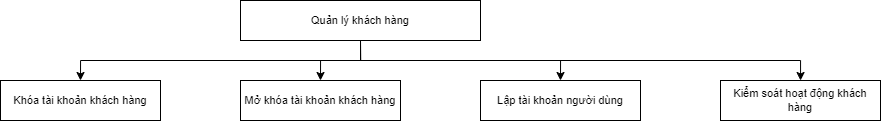 Quản lý khách hàng
Khóa tài khoản khách hàng
Mở khóa tài khoản khách hàng
Lập tài khoản người dùng
Kiểm soát hoạt động khách
hàng